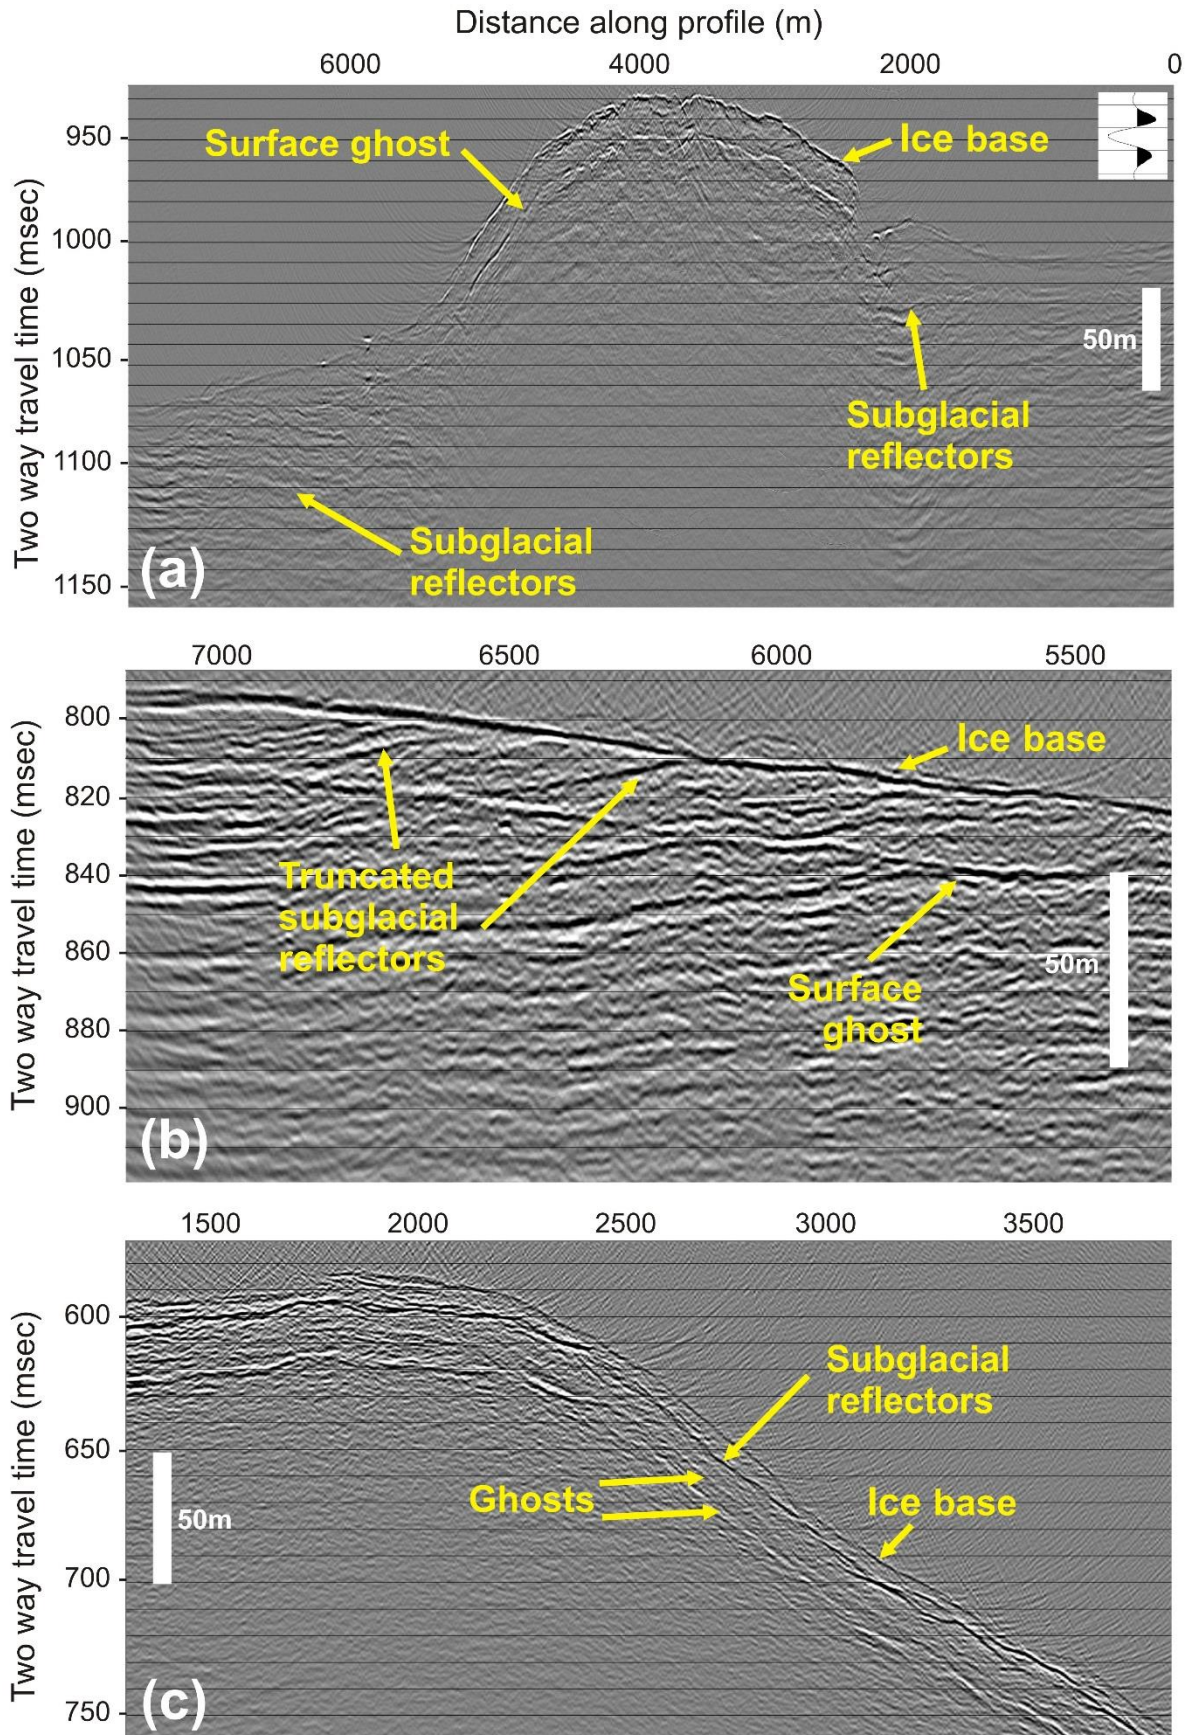 Distance along profile (m)
6000 4000 2000 0
Two way travel time (msec)
950
1000
1050
1100
1150
Surface ghost
Ice base
50m
Subglacial
reflectors
Subglacial
reflectors
(a)
7000 6500 6000 5500
Two way travel time (msec)
800
820
840
860
880
900
Ice base
Truncated
subglacial
reflectors
50m
Surface
ghost
(b)
1500 2000 2500 3000 3500
Two way travel time (msec)
600
650
700
750
Subglacial
reflectors
Ghosts
Ice base
50m
(c)